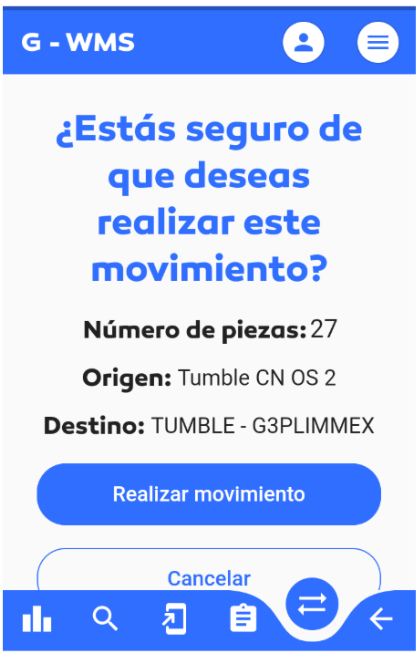 G - WMS
¿Estás seguro de
que deseas
realizar este
movimiento?
Número de piezas: 27
Origen: Tumble CN OS 2
Destino: TUMBLE - G3PLIMMEX
Realizar movimiento
Cancelar